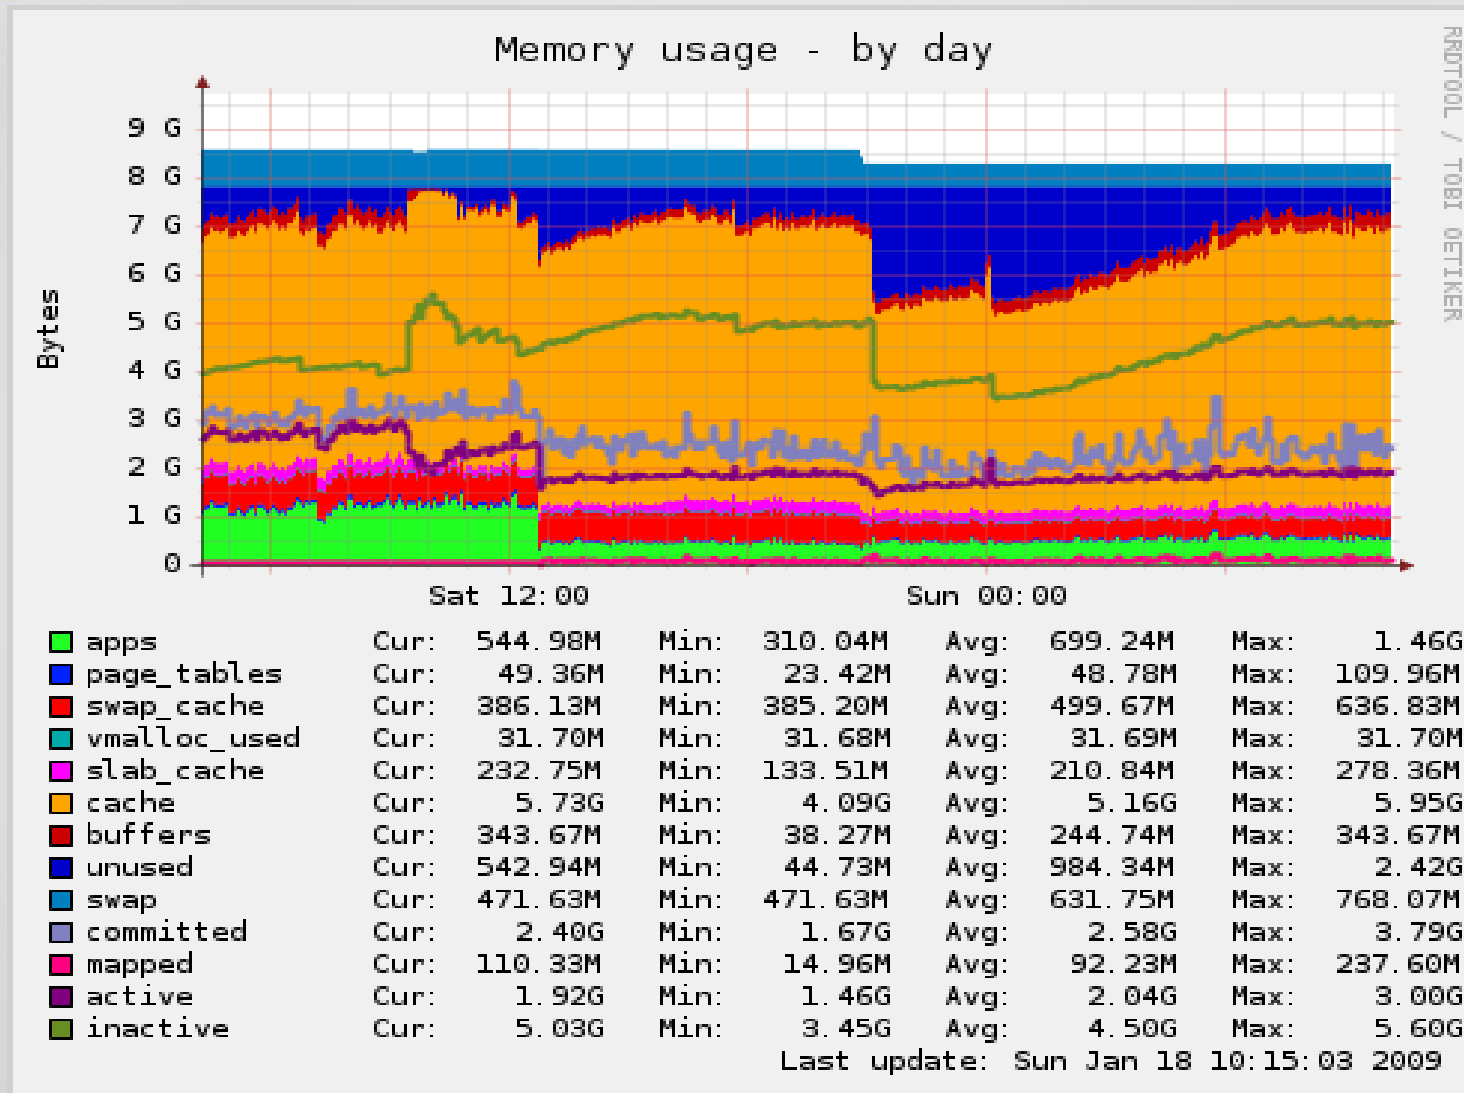 Memory usage - by day
RRDTOOL / TOBI OETIKER
Bytes
9 G
8 G
7 G
6 G
5 G
4 G
3 G
2 G
1 G
0
Sat 12:00 Sun 00:00
apps Cur: 544.98M Min: 310.04M Avg: 699.24M Max: 1.46G
page_tables Cur: 49.36M Min: 23.42M Avg: 48.78M Max: 109.96M
swap_cache Cur: 386.13M Min: 385.20M Avg: 499.67M Max: 636.83M
vmalloc_used Cur: 31.70M Min: 31.68M Avg: 31.69M Max: 31.70M
slab_cache Cur: 232.75M Min: 133.51M Avg: 210.84M Max: 278.36M
cache Cur: 5.73G Min: 4.09G Avg: 5.16G Max: 5.95G
buffers Cur: 343.67M Min: 38.27M Avg: 244.74M Max: 343.67M
unused Cur: 542.94M Min: 44.73M Avg: 984.34M Max: 2.42G
swap Cur: 471.63M Min: 471.63M Avg: 631.75M Max: 768.07M
committed Cur: 2.40G Min: 1.67G Avg: 2.58G Max: 3.79G
mapped Cur: 110.33M Min: 14.96M Avg: 92.23M Max: 237.60M
active Cur: 1.92G Min: 1.46G Avg: 2.04G Max: 3.00G
inactive Cur: 5.03G Min: 3.45G Avg: 4.50G Max: 5.60G
Last update: Sun Jan 18 10:15:03 2009